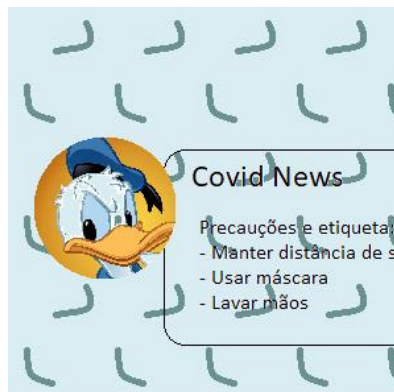 Covid News
Precauções e etiqueta:
- Manter distância de
- Usar máscara
- Lavar mãos